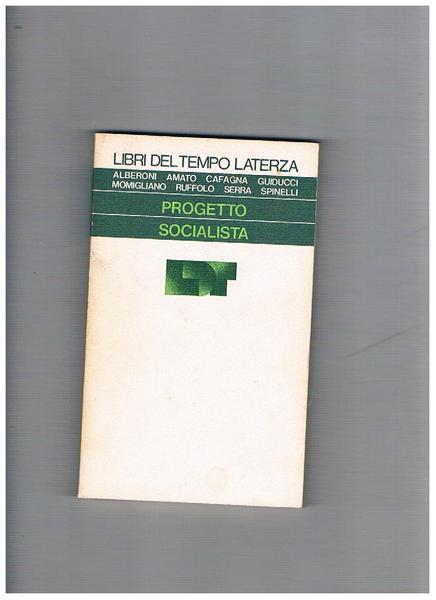 LIBRI DEL TEMPO LATERZA
ALBERONI AMATO CAFAGNA GUIDUCCI
MOMIGLIANO RUFFOLO SERRA SPINELLI
PROGETTO
SOCIALISTA
LDT